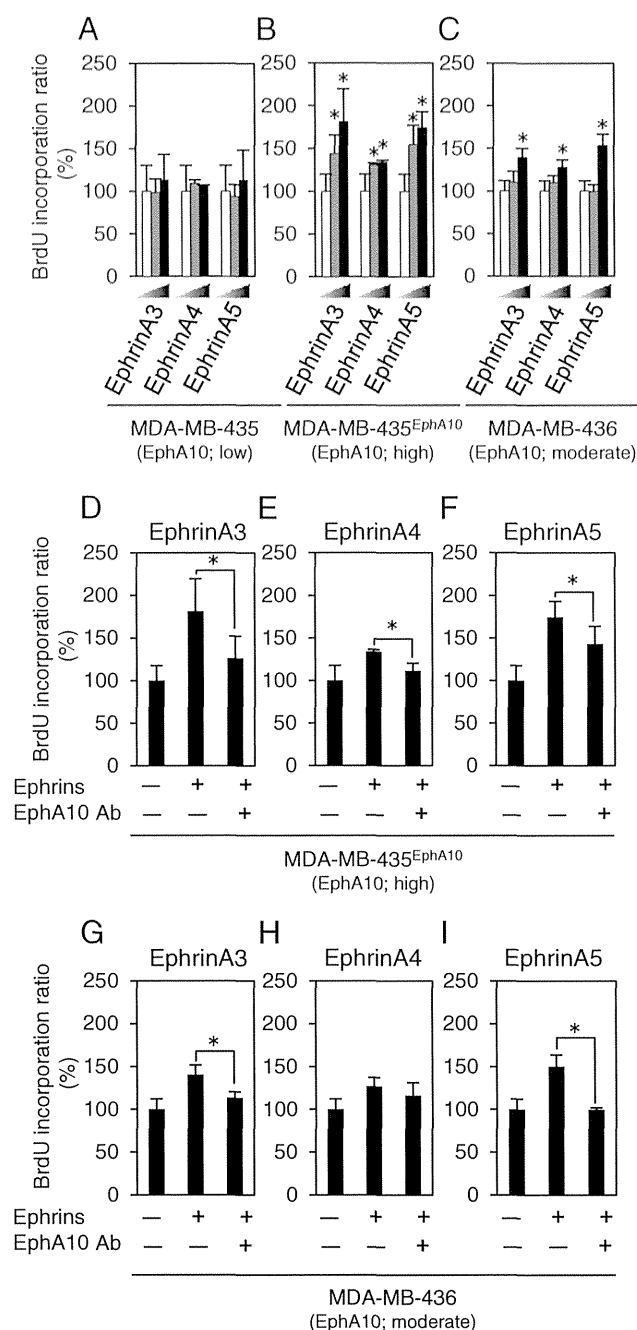 A B C
BrdU incorporation ratio
(%)
250
200
150
100
50
0
* * * * * * * * *
EphrinA3 EphrinA4 EphrinA5 EphrinA3 EphrinA4 EphrinA5 EphrinA3 EphrinA4 EphrinA5
MDA-MB-435 MDA-MB-435EphA10 MDA-MB-436
(EphA10; low) (EphA10; high) (EphA10; moderate)
D E F
EphrinA3 EphrinA4 EphrinA5
BrdU incorporation ratio
(%)
250
200
150
100
50
0
* * *
Ephrins — + + — + + — + +
EphA10 Ab — — + — — + — — +
MDA-MB-435EphA10
(EphA10; high)
G H I
EphrinA3 EphrinA4 EphrinA5
BrdU incorporation ratio
(%)
250
200
150
100
50
0
* *
Ephrins — + + — + + — + +
EphA10 Ab — — + — — + — — +
MDA-MB-436
(EphA10; moderate)